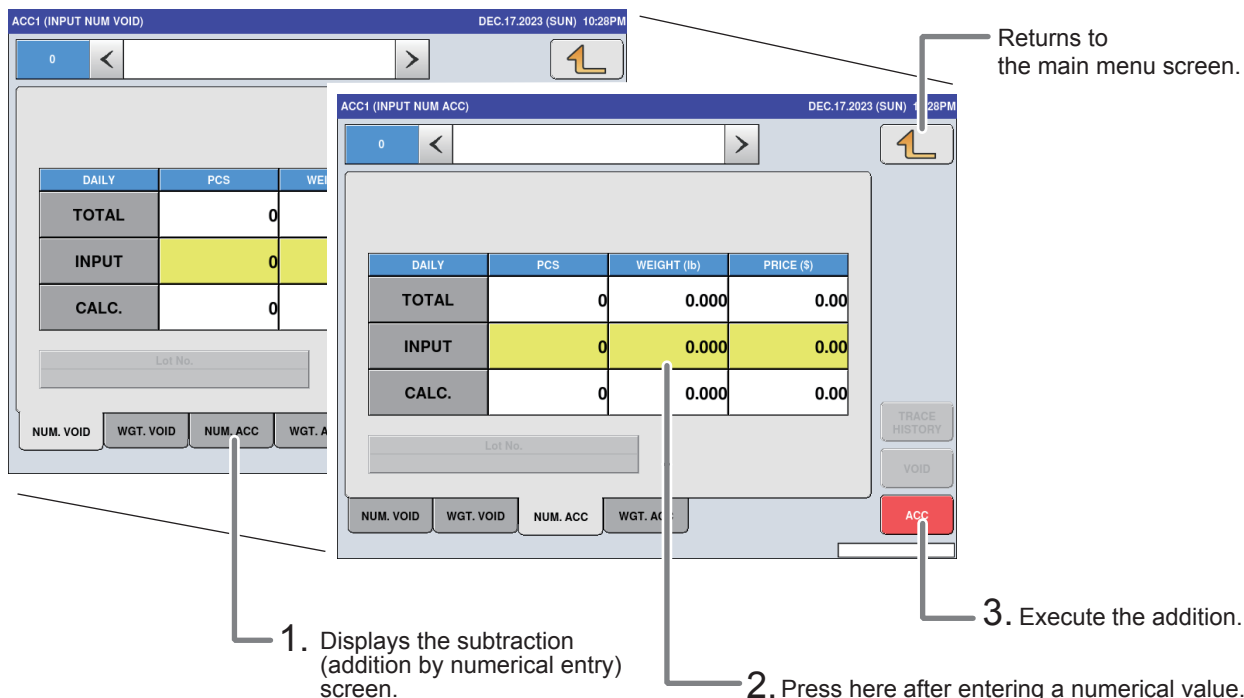 ACC1 (INPUT NUM VOID) DEC.17.2023 (SUN) 10:28PM
0
DAILY PCS
TOTAL 0
INPUT 0
CALC. 0
Lot No.
NUM. VOID WGT. VOID NUM. ACC
ACC1 (INPUT NUM ACC) DEC.17.2023 (SUN)
0
DAILY PCS WEIGHT (lb) PRICE ($)
TOTAL 0 0.000 0.00
INPUT 0 0.000 0.00
CALC. 0 0.000 0.00
Lot No.
NUM. VOID WGT. VOID NUM. ACC WGT. ACC
TRACE
HISTORY
VOID
ACC
Returns to
the main menu screen.
1. Displays the subtraction
(addition by numerical entry)
screen.
2. Press here after entering a numerical value.
3. Execute the addition.